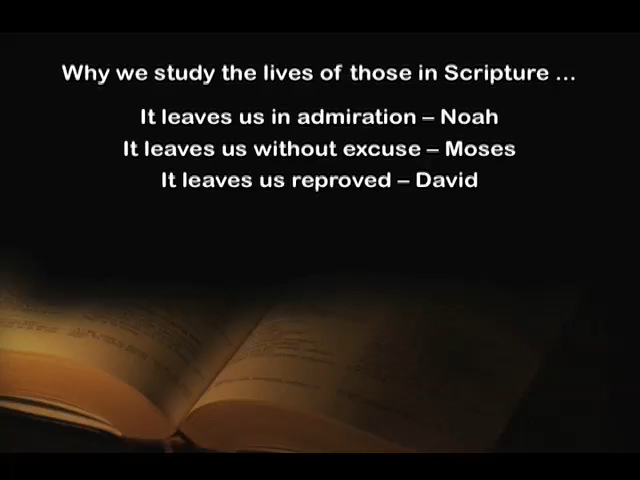 Why we study the lives of those in Scripture ...
It leaves us in admiration – Noah
It leaves us without excuse – Moses
It leaves us reproved – David